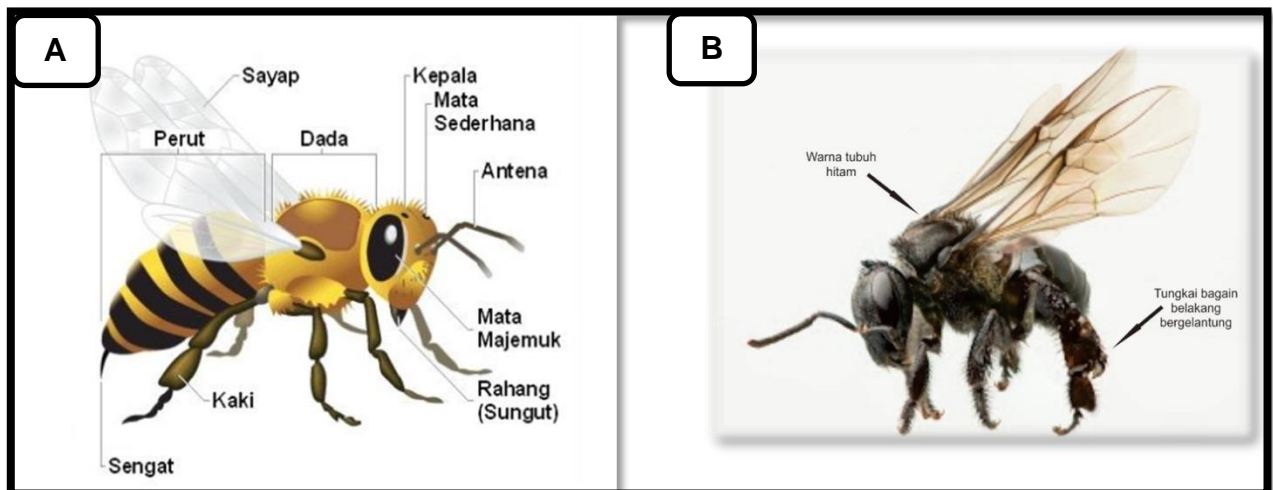 A
Sayap
Perut
Dada
Kepala
Mata
Sederhana
Antena
Mata
Majemuk
Rahang
(Sungut)
Kaki
Sengat
B
Warna tubuh
hitam
Tungkai bagain
belakang
bergelantung